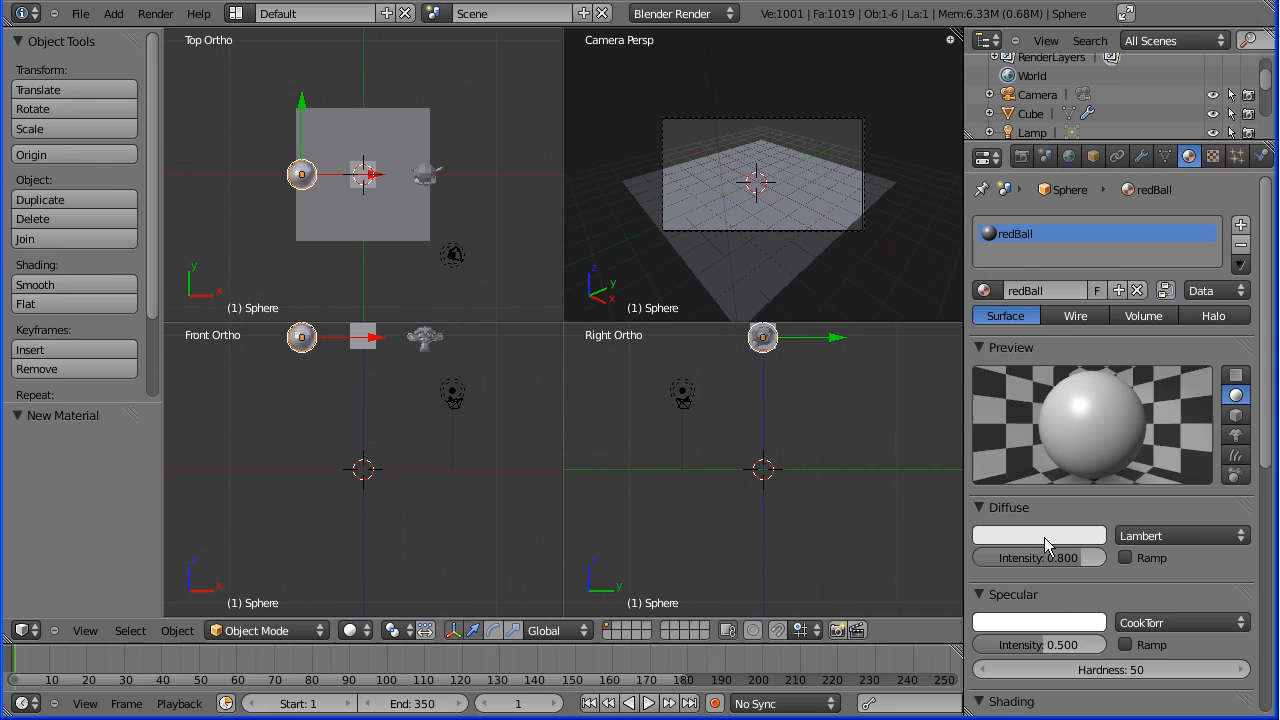 File Add Render Help Default Scene Blender Render Ve:1001 | Fa:1019 | Ob:1-6 | La:1 | Mem:6.33M (0.68M) | Sphere
Object Tools
Transform:
Translate
Rotate
Scale
Origin
Object:
Duplicate
Delete
Join
Shading:
Smooth
Flat
Keyframes:
Insert
Remove
Repeat:
New Material
Top Ortho
y
x
(1) Sphere
Camera Persp
z
y
x
(1) Sphere
Front Ortho
z
x
(1) Sphere
Right Ortho
z
y
(1) Sphere
View Select Object Object Mode Global
10 20 30 40 50 60 70 80 90 100 110 120 130 140 150 160 170 180 190 200 210 220 230 240 250
View Frame Playback Start: 1 End: 350 1 No Sync
View Search All Scenes
RenderLayers |
World
Camera |
Cube |
Lamp |
Sphere redBall
redBall
redBall F Data
Surface Wire Volume Halo
Preview
Diffuse
Lambert
Intensity: 0.800 Ramp
Specular
CookTorr
Intensity: 0.500 Ramp
Hardness: 50
Shading